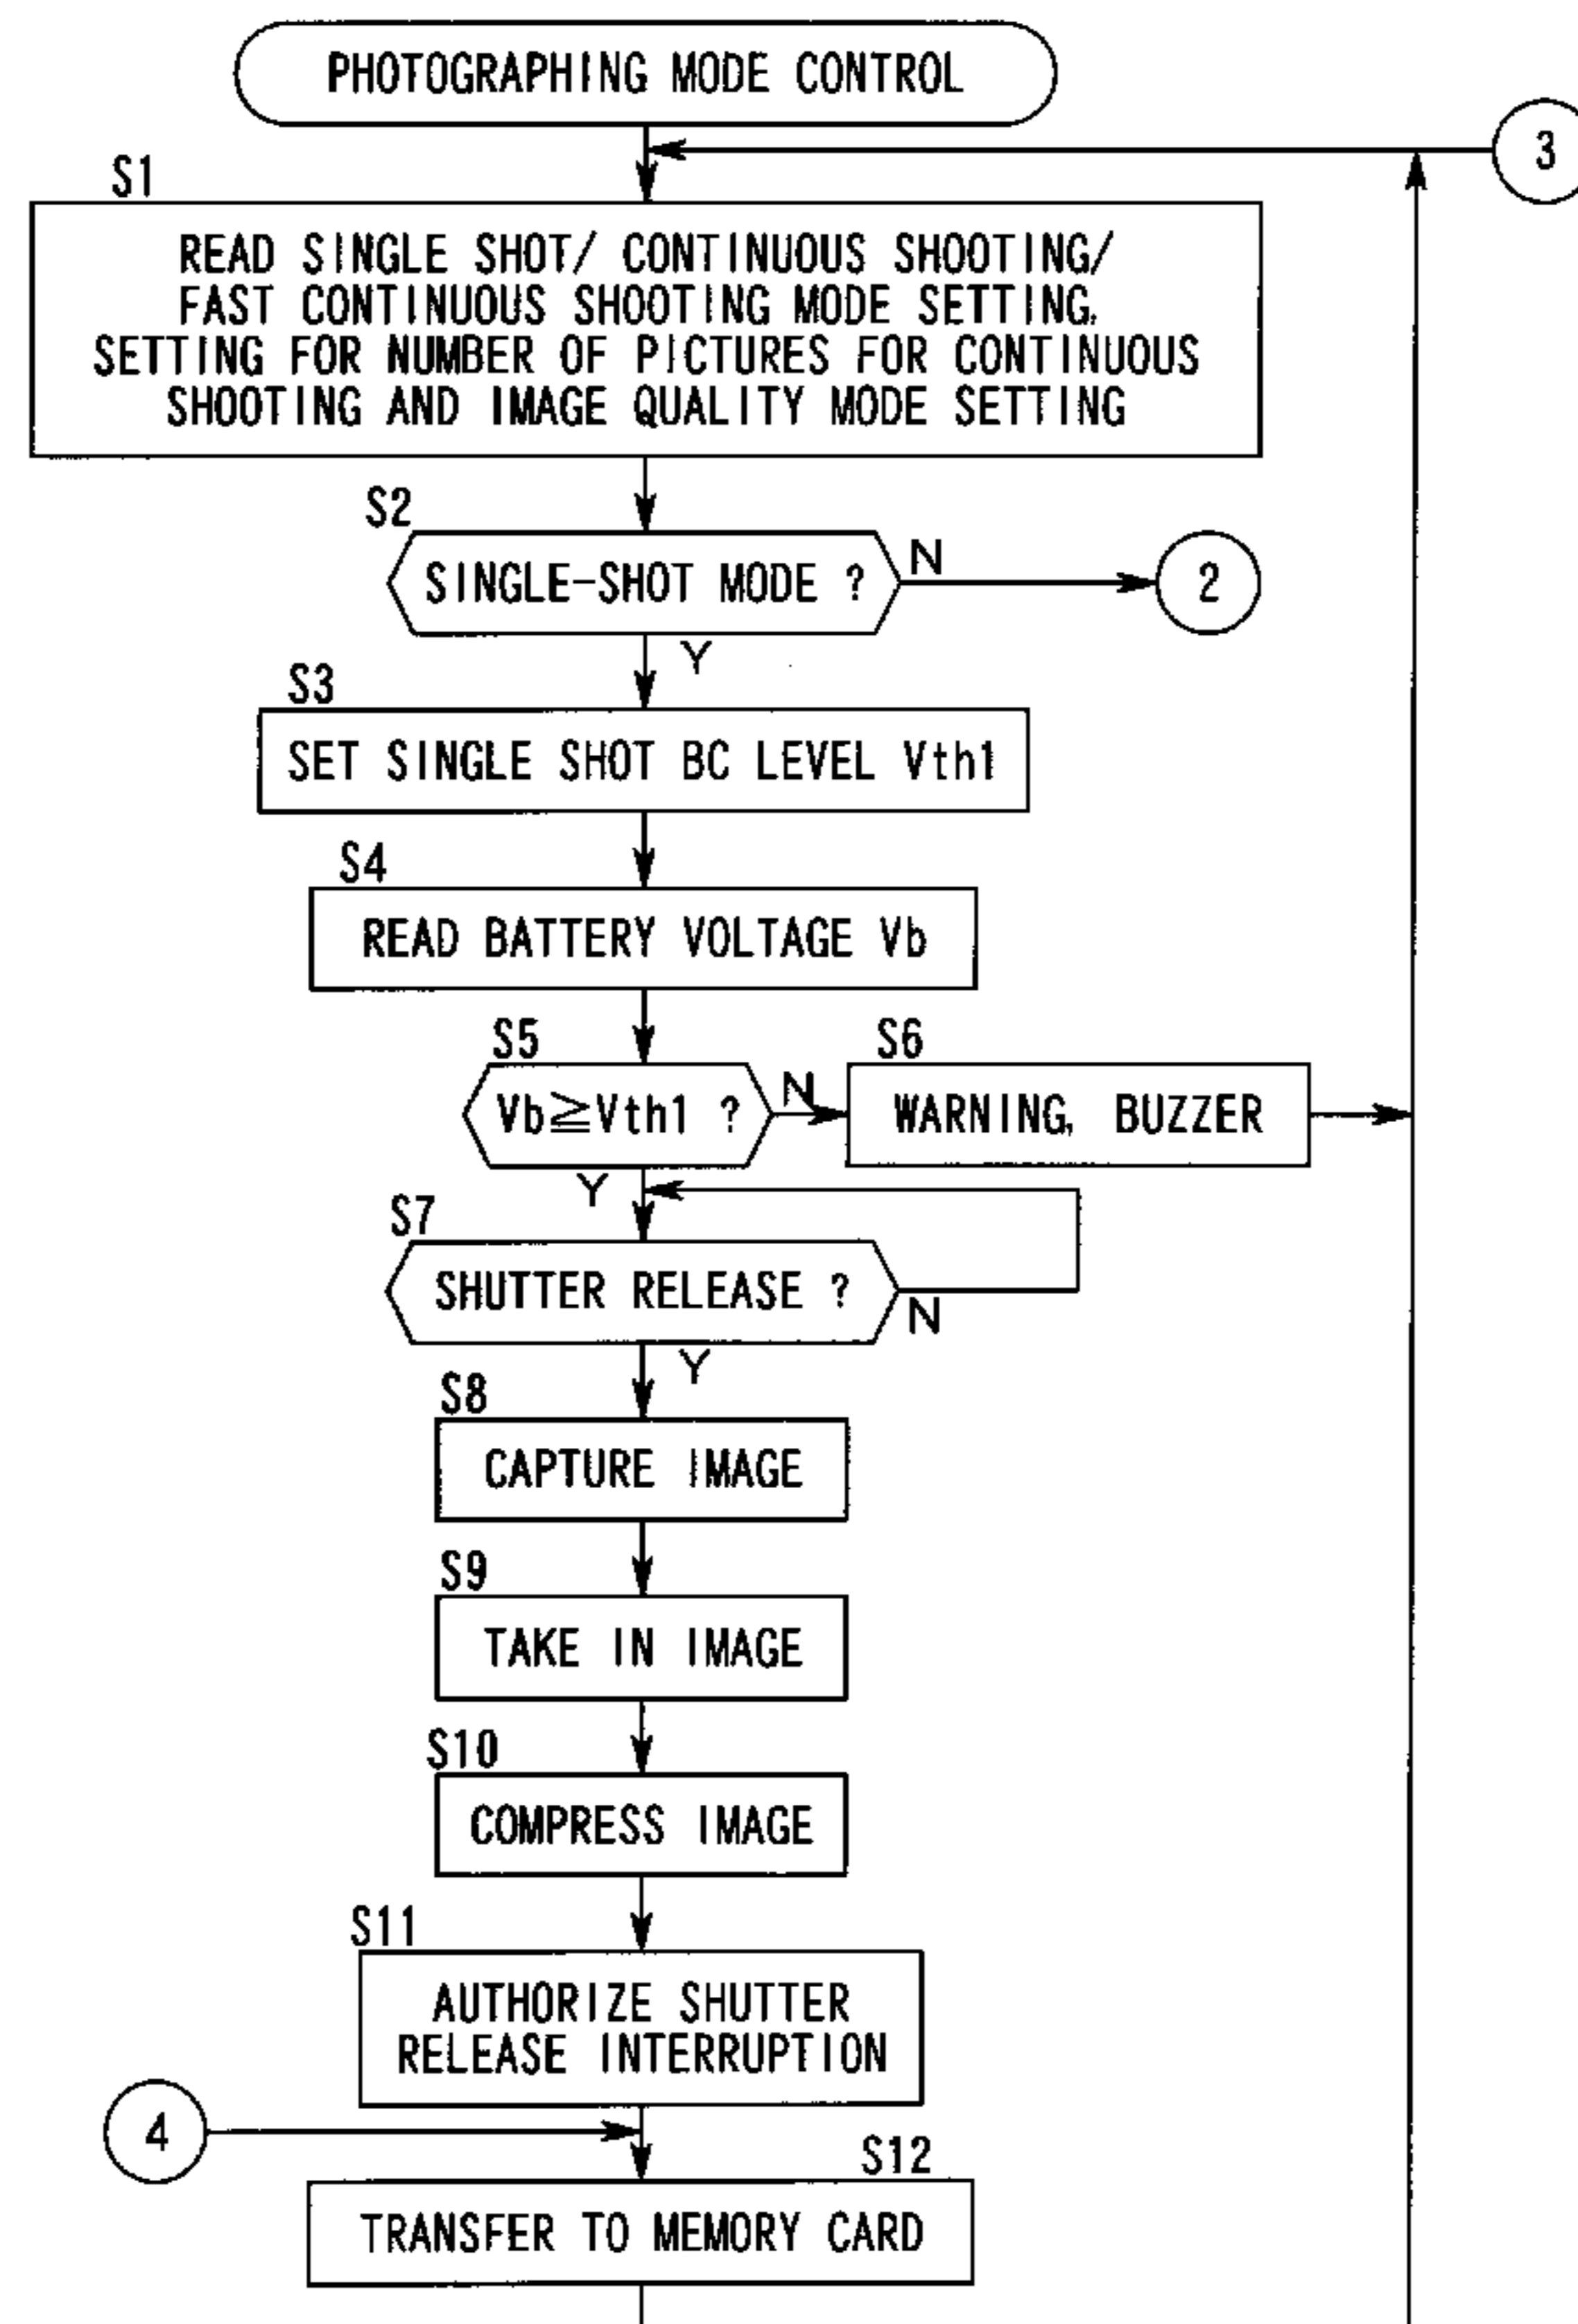 PHOTOGRAPHING MODE CONTROL
3
S1
READ SINGLE SHOT/ CONTINUOUS SHOOTING/
FAST CONTINUOUS SHOOTING MODE SETTING,
SETTING FOR NUMBER OF PICTURES FOR CONTINUOUS
SHOOTING AND IMAGE QUALITY MODE SETTING
S2
SINGLE-SHOT MODE ?
N
2
Y
S3
SET SINGLE SHOT BC LEVEL Vth1
S4
READ BATTERY VOLTAGE Vb
S5
Vb≧Vth1 ?
N
S6
WARNING, BUZZER
Y
S7
SHUTTER RELEASE ?
N
Y
S8
CAPTURE IMAGE
S9
TAKE IN IMAGE
S10
COMPRESS IMAGE
S11
AUTHORIZE SHUTTER
RELEASE INTERRUPTION
4
S12
TRANSFER TO MEMORY CARD